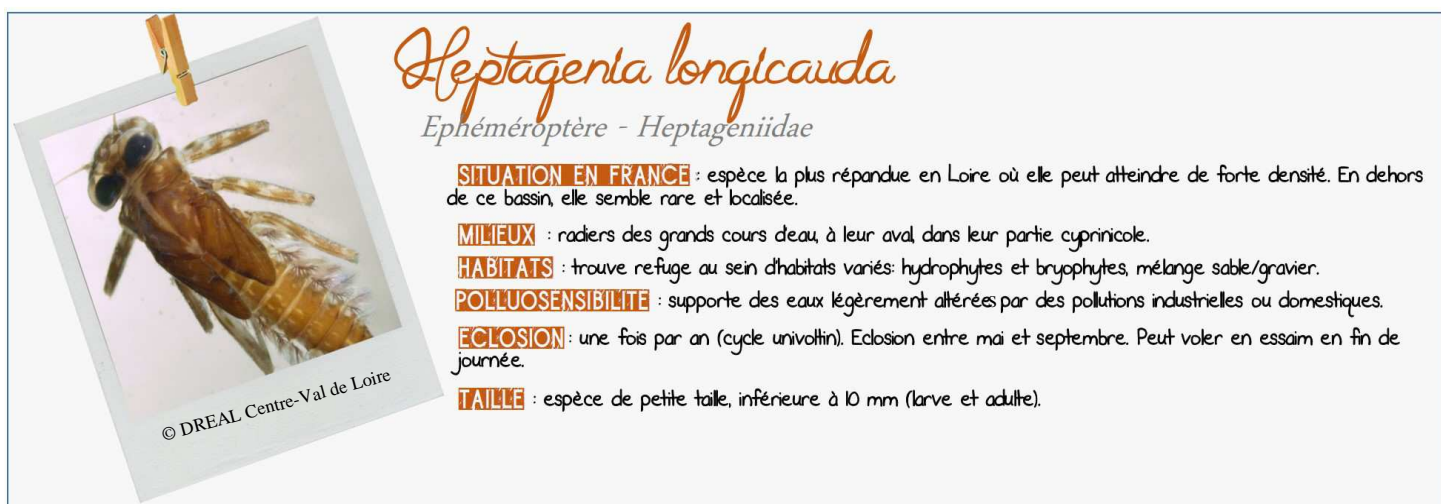 Heptagenia longicauda
Ephéméroptère - Heptageniidae
SITUATION EN FRANCE : espèce la plus répandue en Loire où elle peut atteindre de forte densité. En dehors
de ce bassin, elle semble rare et localisée.
MILIEUX : radiers des grands cours d'eau, à leur aval, dans leur partie cyprinicole.
HABITATS : trouve refuge au sein d'habitats variés: hydrophytes et bryophytes, mélange sable/gravier.
POLLUOSENSIBILITE : supporte des eaux légèrement altérées par des pollutions industrielles ou domestiques.
ECLOSION : une fois par an (cycle univoltin). Eclosion entre mai et septembre. Peut voler en essaim en fin de
journée.
TAILLE : espèce de petite taille, inférieure à 10 mm (larve et adulte).
© DREAL Centre-Val de Loire